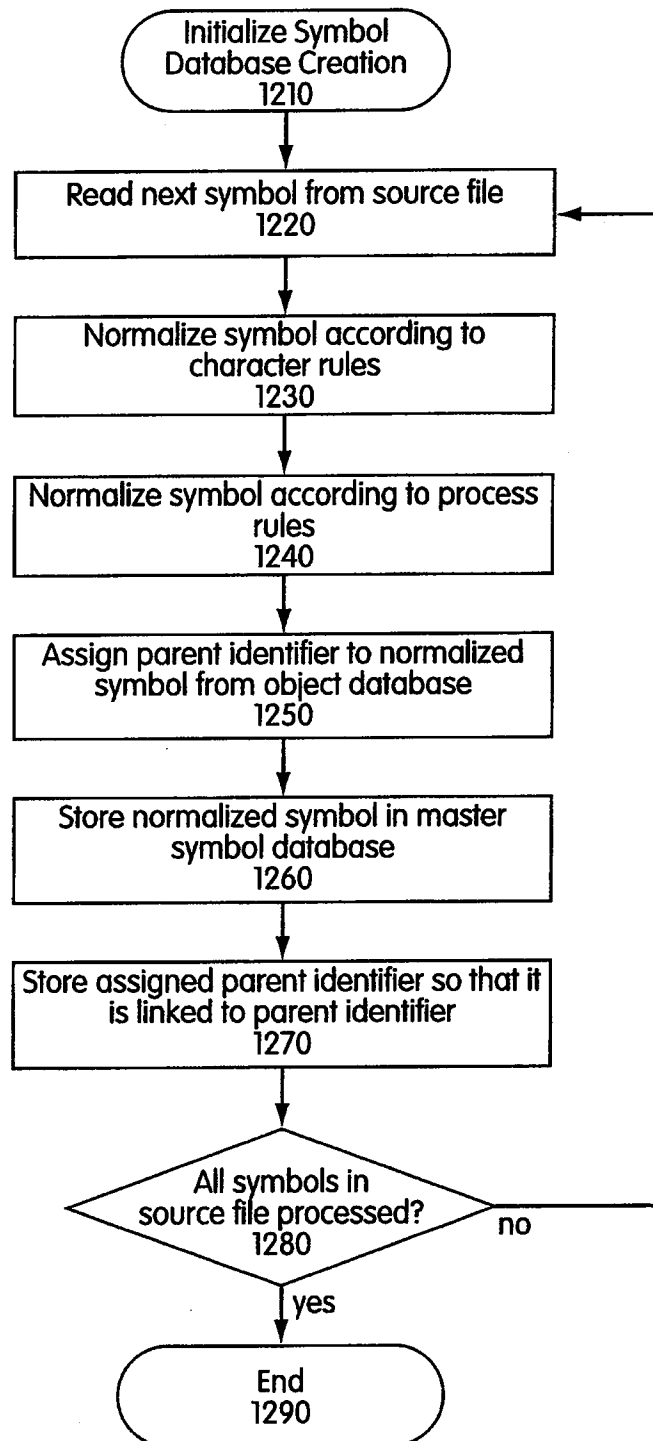 Initialize Symbol
Database Creation
1210
Read next symbol from source file
1220
Normalize symbol according to
character rules
1230
Normalize symbol according to process
rules
1240
Assign parent identifier to normalized
symbol from object database
1250
Store normalized symbol in master
symbol database
1260
Store assigned parent identifier so that it
is linked to parent identifier
1270
All symbols in
source file processed?
1280
no
yes
End
1290